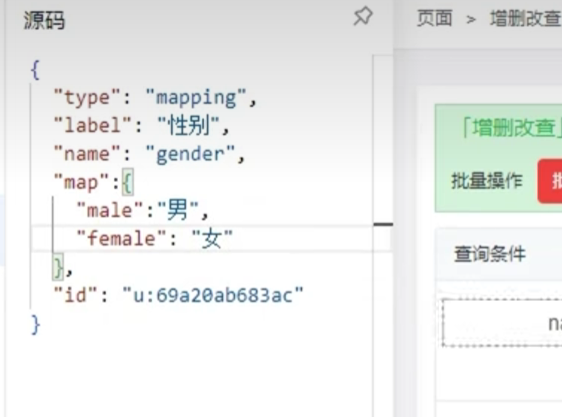 源码
{
"type": "mapping",
"label": "性别",
"name": "gender",
"map":{
"male":"男",
"female": "女"
},
"id": "u:69a20ab683ac"
}
页面 > 增删改查
「增删改查」
批量操作
查询条件
na